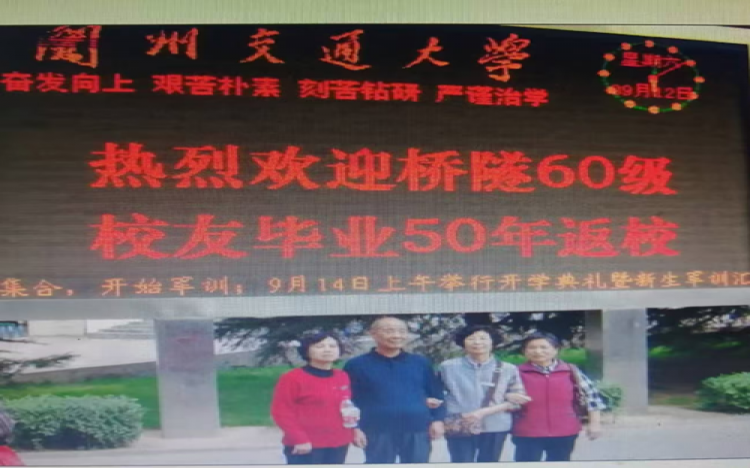 兰州交通大学
星期六
奋发向上 艰苦朴素 刻苦钻研 严谨治学
09月12日
热烈欢迎桥隧60级
校友毕业50年返校
集合，开始军训；9月14日上午举行开学典礼暨新生军训汇